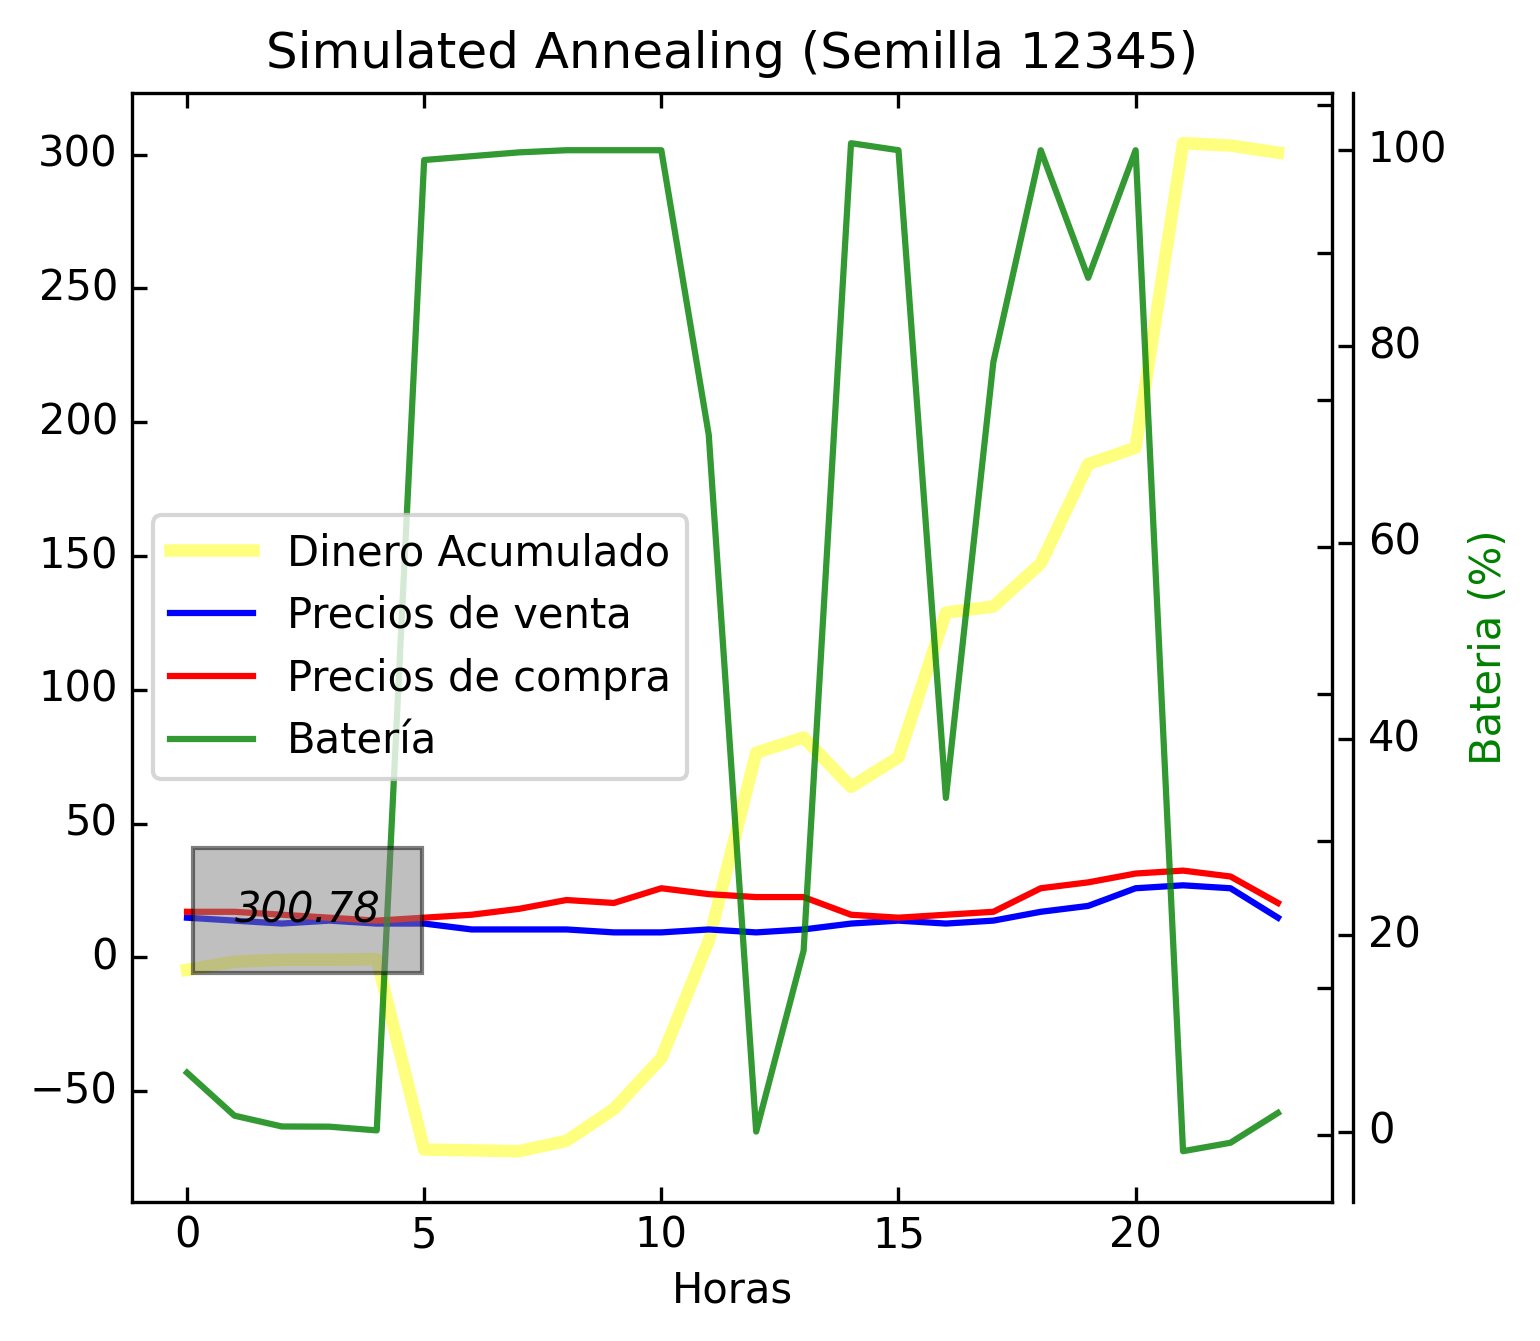 Simulated Annealing (Semilla 12345)
300
250
200
150
100
50
0
−50
100
80
60
40
20
0
Bateria (%)
Dinero Acumulado
Precios de venta
Precios de compra
Batería
300.78
0
5
10
15
20
Horas